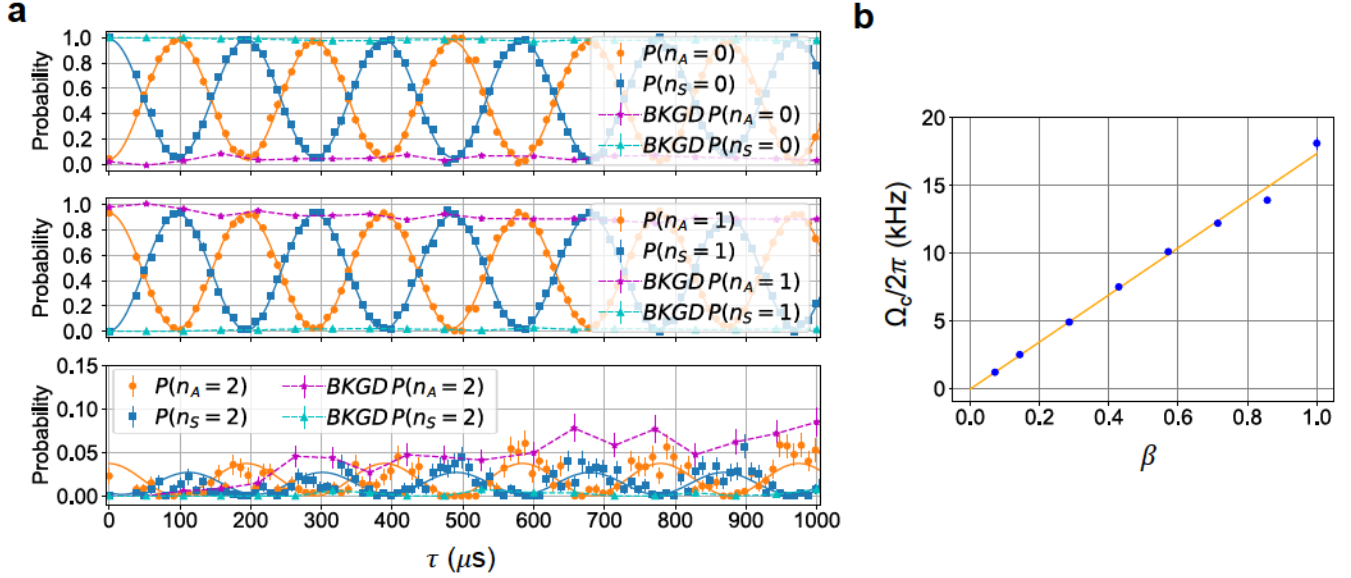 a
Probability
1.0
0.8
0.6
0.4
0.2
0.0
P(n_A = 0)
P(n_S = 0)
BKGD P(n_A = 0)
BKGD P(n_S = 0)
Probability
1.0
0.8
0.6
0.4
0.2
0.0
P(n_A = 1)
P(n_S = 1)
BKGD P(n_A = 1)
BKGD P(n_S = 1)
Probability
0.15
0.10
0.05
0.00
P(n_A = 2)
P(n_S = 2)
BKGD P(n_A = 2)
BKGD P(n_S = 2)
0 100 200 300 400 500 600 700 800 900 1000
τ (μs)
b
Ω_c/2π (kHz)
20
15
10
5
0
0.0 0.2 0.4 0.6 0.8 1.0
β